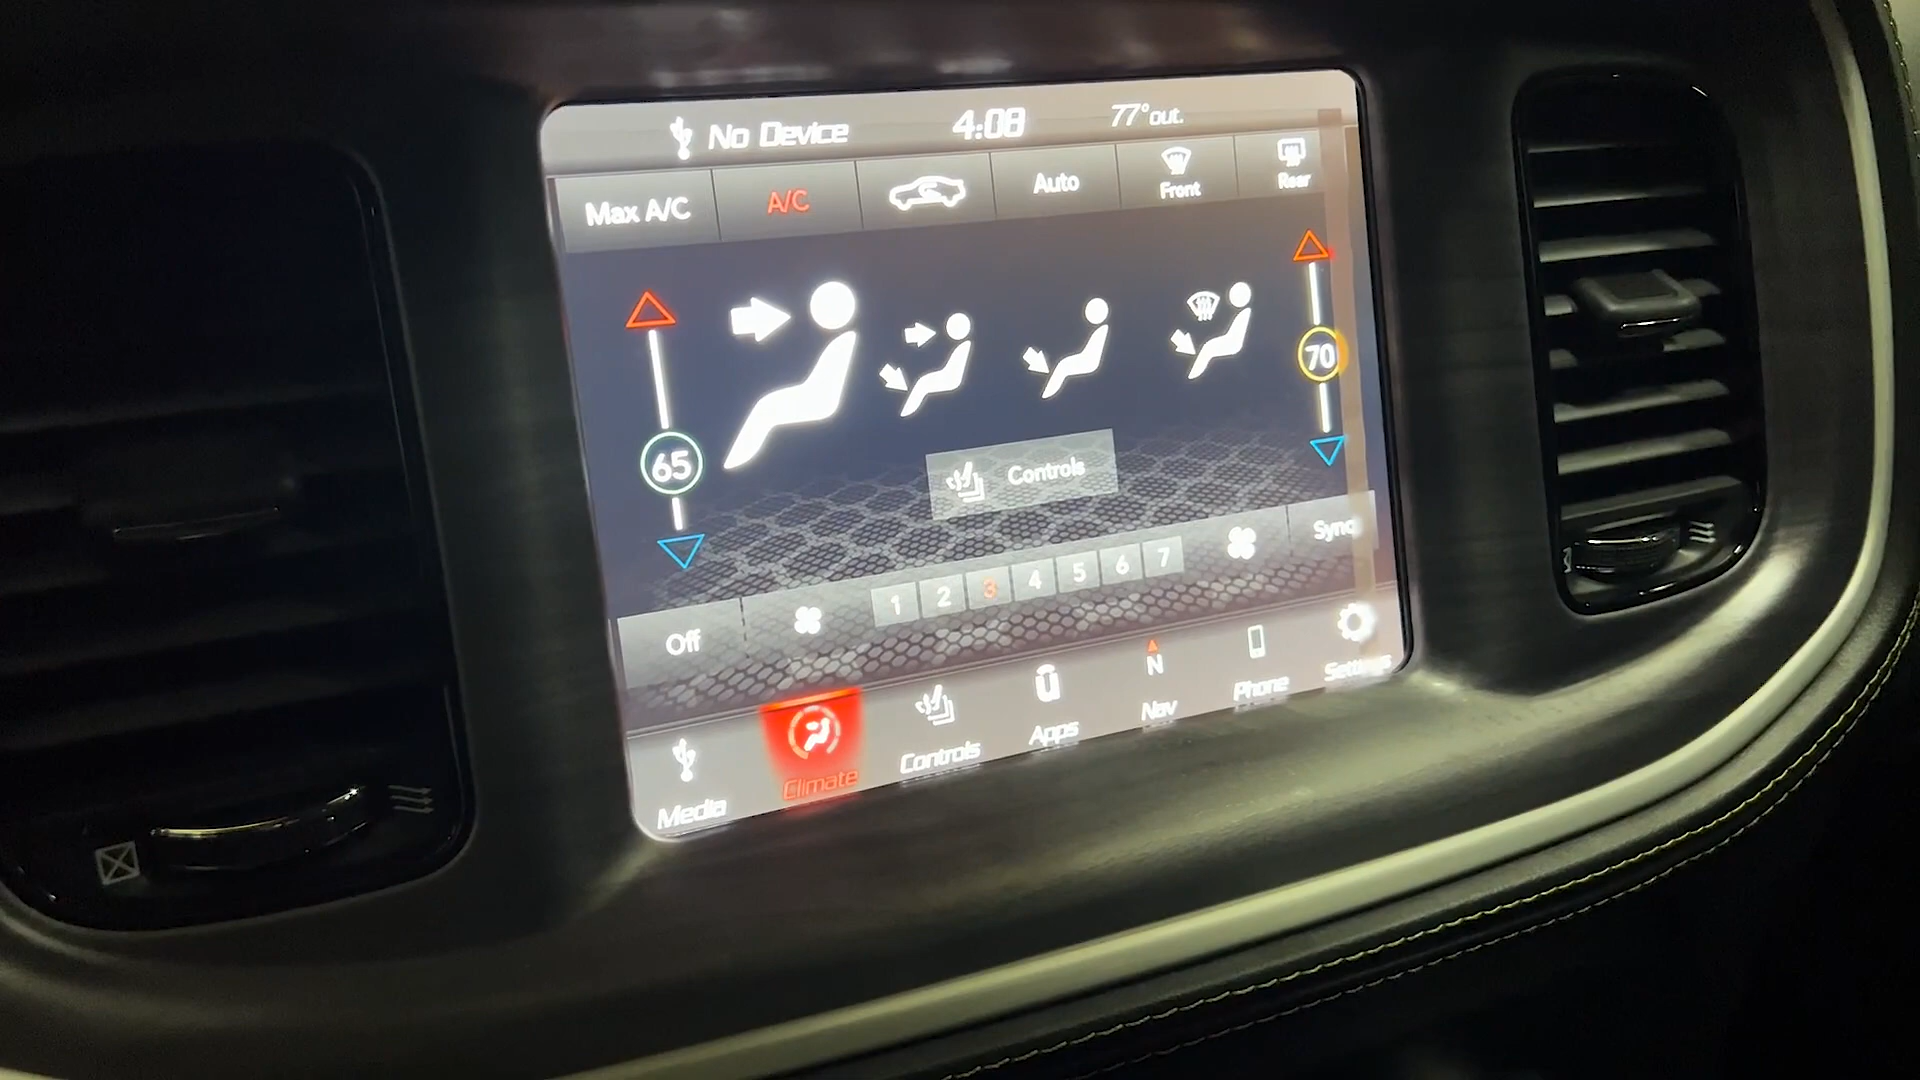 No Device
4:08
77° out.
Max A/C
A/C
Auto
Front
Rear
65
70
Controls
Sync
1 2 3 4 5 6 7
Off
Media
Climate
Controls
Apps
N
Nav
Phone
Settings